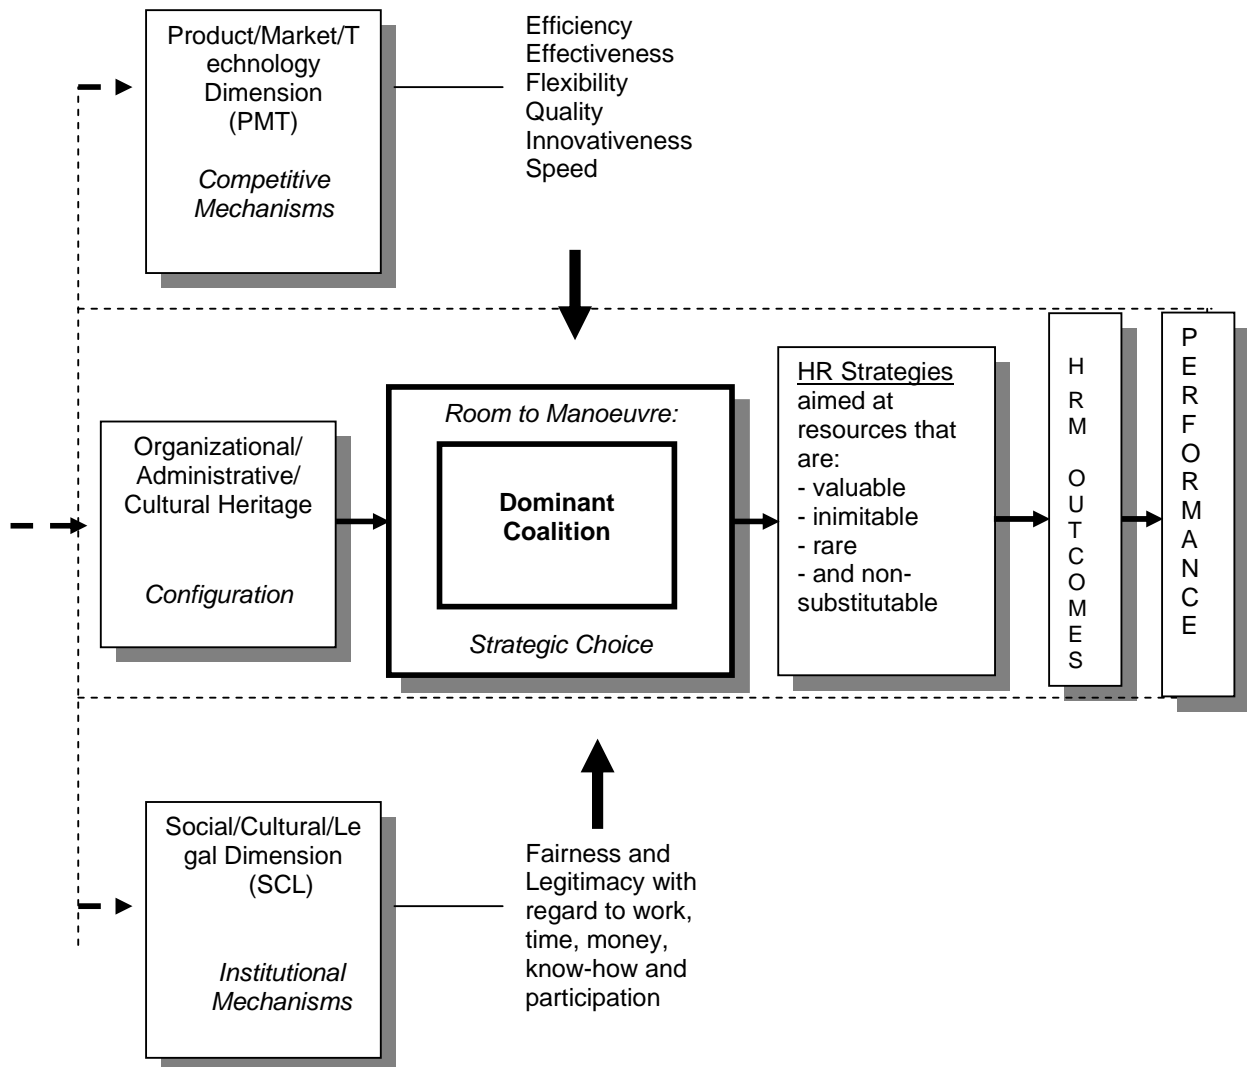 Product/Market/T
echnology
Dimension
(PMT)
Competitive
Mechanisms
Efficiency
Effectiveness
Flexibility
Quality
Innovativeness
Speed
Organizational/
Administrative/
Cultural Heritage
Configuration
Room to Manoeuvre:
Dominant
Coalition
Strategic Choice
HR Strategies
aimed at
resources that
are:
- valuable
- inimitable
- rare
- and non-
substitutable
HRM OUTCOMES
PERFORMANCE
Social/Cultural/Le
gal Dimension
(SCL)
Institutional
Mechanisms
Fairness and
Legitimacy with
regard to work,
time, money,
know-how and
participation